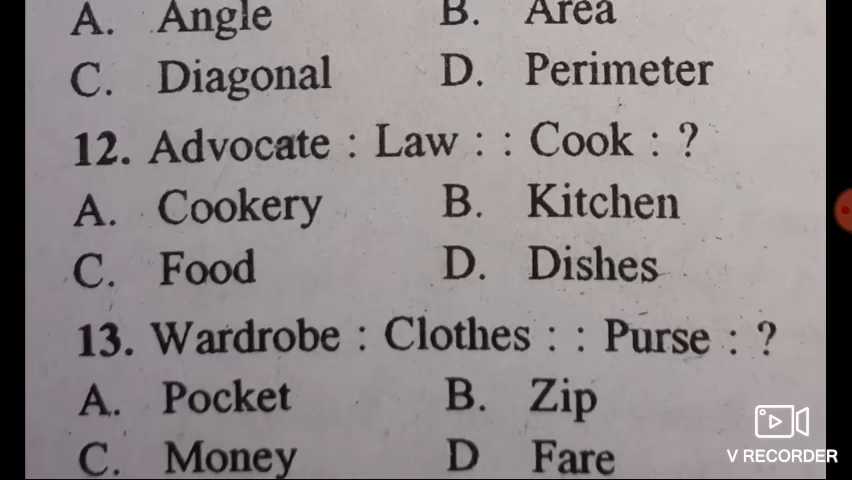 A. Angle B. Area
C. Diagonal D. Perimeter
12. Advocate : Law : : Cook : ?
A. Cookery B. Kitchen
C. Food D. Dishes
13. Wardrobe : Clothes : : Purse : ?
A. Pocket B. Zip
C. Money D Fare
V RECORDER